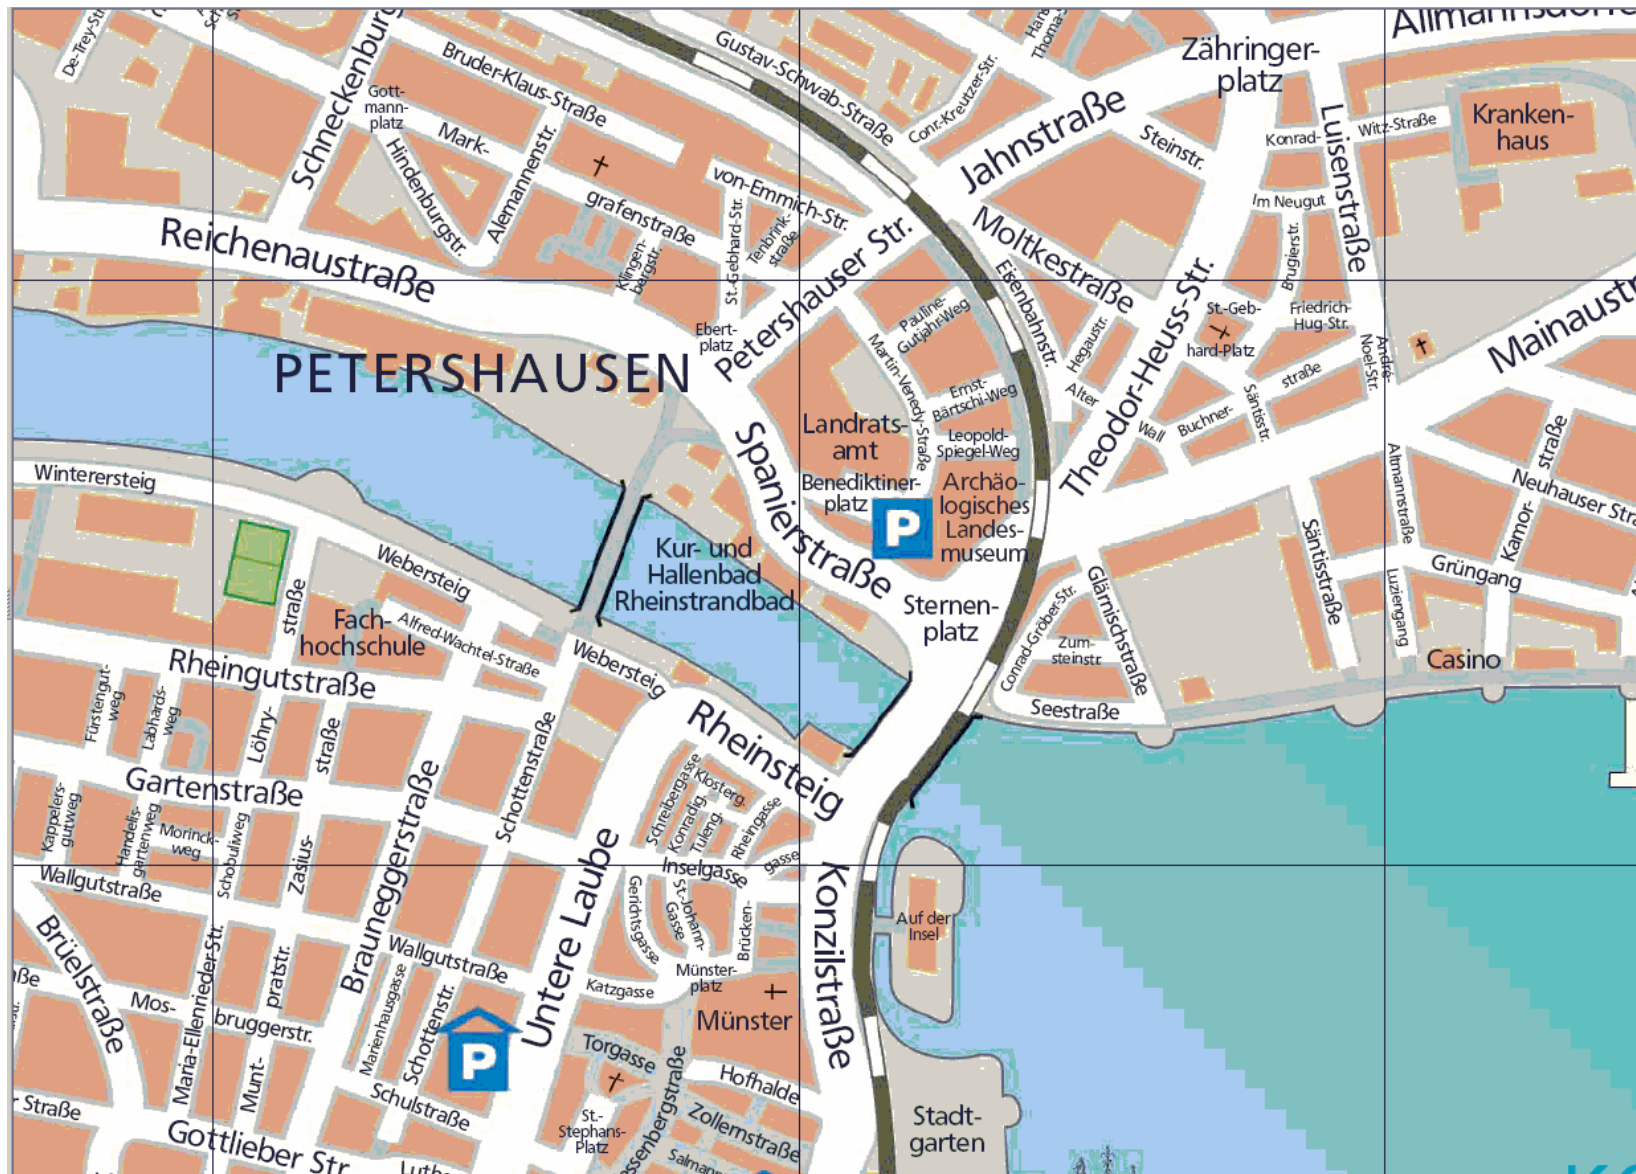 De-Trey-Str.
Schneckenburg
Gott-
mann-
platz
Bruder-Klaus-Straße
Mark-
grafenstraße
Hindenburgstr.
Alemannenstr.
Gustav-Schwab-Straße
Conr.-Kreutzer-Str.
Thoma-
Jahnstraße
Zähringer-
platz
Steinstr.
Konrad-
Witz-Straße
Luisenstraße
Kranken-
haus
Im Neugut
Brugierstr.
von-Emmich-Str.
St.-Gebhard-Str.
Tenbrink-
straße
Klingen-
bergstr.
Reichenaustraße
Petershauser Str.
Moltkestraße
Eisenbahnstr.
Theodor-Heuss-Str.
St.-Geb-
hard-Platz
Friedrich-
Hug-Str.
André-
Noel-Str.
Mainaustr
Ebert-
platz
Pauline-
Gutjahr-Weg
Hegaustr.
PETERSHAUSEN
Martin-Venedy-Straße
Ernst-
Bärtschi-Weg
Alter
Wall
Buchner-
straße
Säntisstr.
Landrats-
amt
Leopold-
Spiegel-Weg
Spanierstraße
Benediktiner-
platz
P
Archäo-
logisches
Landes-
museum
Altmannstraße
Kamor-
straße
Neuhauser Stra
Winterersteig
Webersteig
Kur- und
Hallenbad
Rheinstrandbad
Säntisstraße
Grüngang
Luziengang
Glärnischstraße
Conrad-Gröber-Str.
Zum-
steinstr.
Sternen-
platz
Casino
Seestraße
straße
Fach-
hochschule
Alfred-Wachtel-Straße
Webersteig
Rheingutstraße
Fürstengut-
weg
Labhards-
weg
Löhry-
straße
Rheinsteig
Schottenstraße
Gartenstraße
Kappelers-
gutweg
Handelis-
gartenweg
Morinck-
weg
Schobuliweg
Zasius-
Brauneggerstraße
Schreibergasse
Klosterg.
Konradig.
Tuleng.
Rheingasse
gasse
Inselgasse
Untere Laube
Konzilstraße
Wallgutstraße
Gerichtsgasse
St.-Johann-
Gasse
Brücken-
Auf der
Insel
Brüelstraße
Wallgutstraße
Münster-
platz
Katzgasse
Münster
Mos-
bruggerstr.
pratstr.
Maria-Ellenrieder-Str.
Marienhausgasse
Schottenstr.
P
Torgasse
Hofhalde
Munt-
Schulstraße
r Straße
Gottlieber Str.
St.-
Stephans-
Platz
essenbergstraße
Zollernstraße
Stadt-
garten